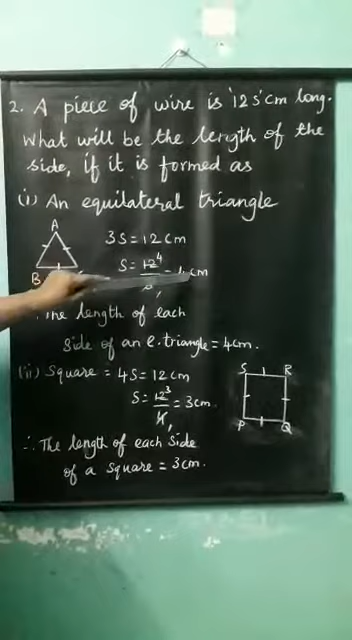 2. A piece of wire is '12 s' cm long.
What will be the length of the
side, if it is formed as
(i) An equilateral triangle
A
3S = 12 cm
S = 12 4
cm
B
The length of each
side of an e. triangle = 4cm.
(ii) Square = 4S = 12cm
S R
S = 12 3 = 3cm
4 1
P Q
∴ The length of each side
of a square = 3cm.